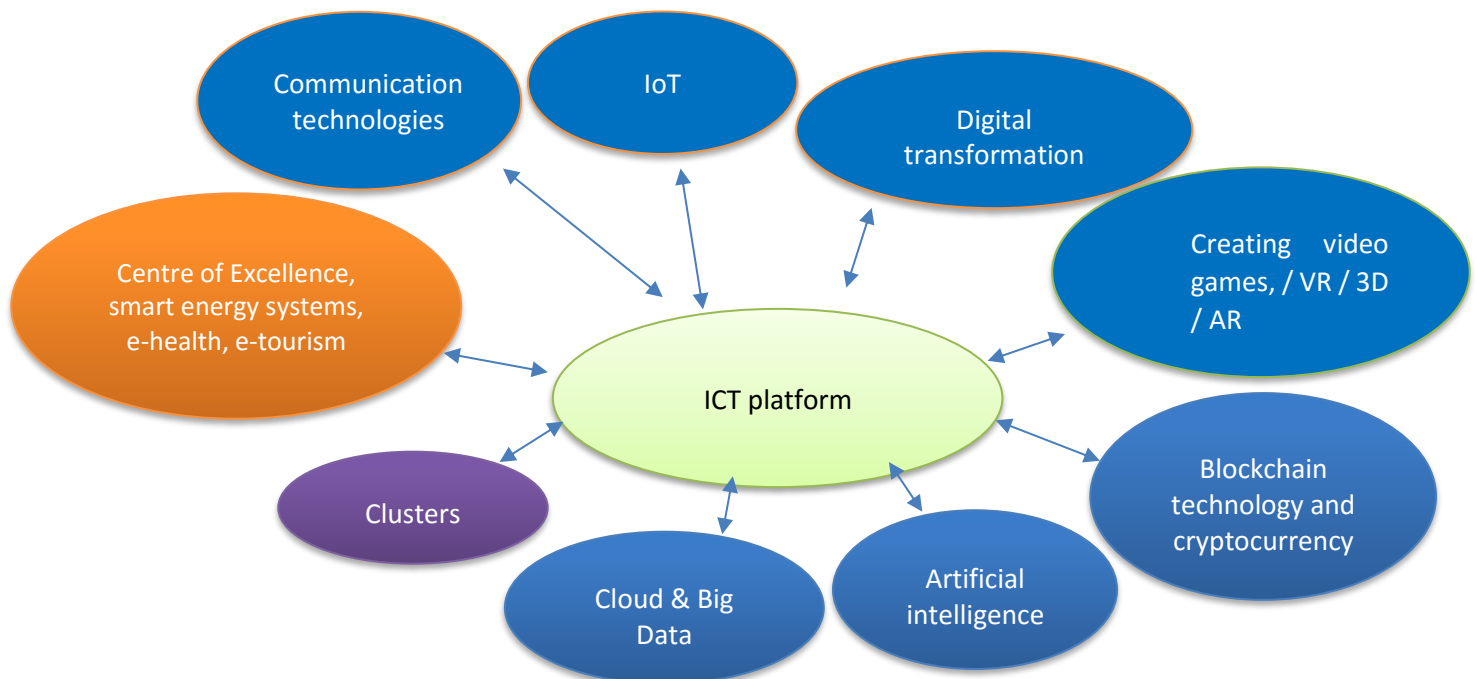 Communication
technologies
IoT
Digital
transformation
Centre of Excellence,
smart energy systems,
e-health, e-tourism
Creating video
games, / VR / 3D
/ AR
ICT platform
Clusters
Blockchain
technology and
cryptocurrency
Cloud & Big
Data
Artificial
intelligence